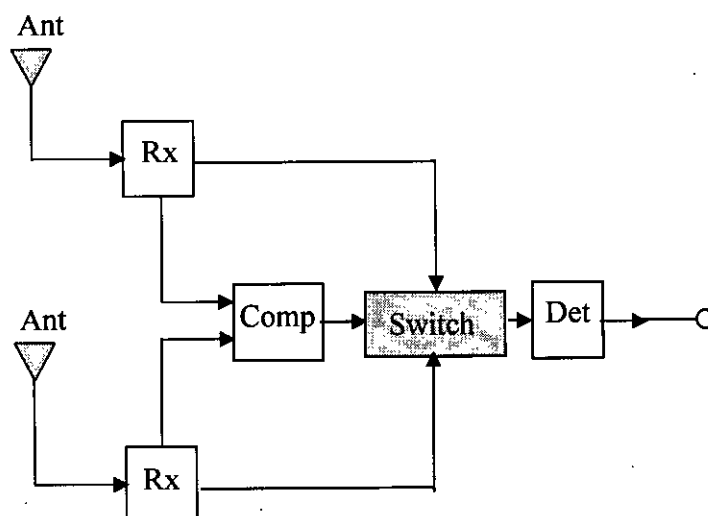 Ant
Rx
Comp
Switch
Det
Ant
Rx